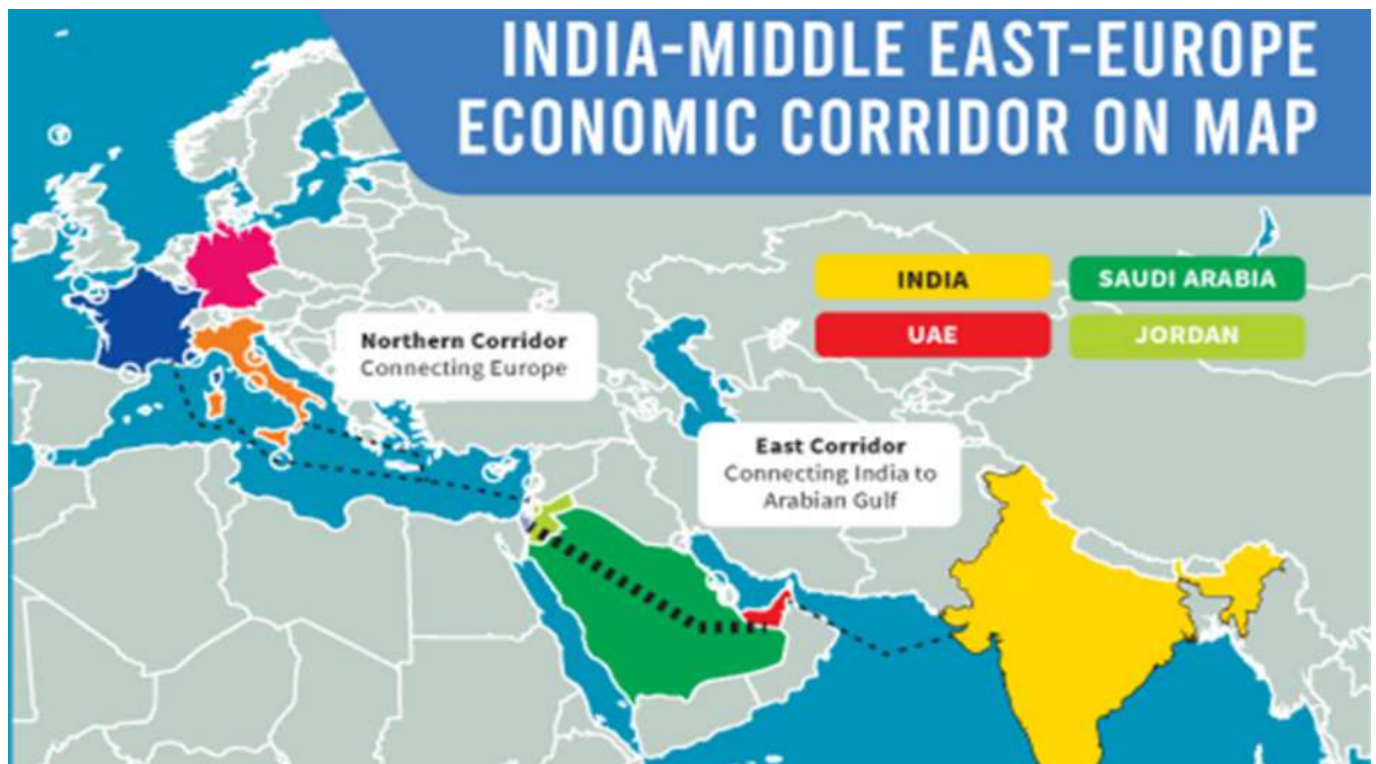 INDIA-MIDDLE EAST-EUROPE
ECONOMIC CORRIDOR ON MAP
INDIA
SAUDI ARABIA
UAE
JORDAN
Northern Corridor
Connecting Europe
East Corridor
Connecting India to
Arabian Gulf